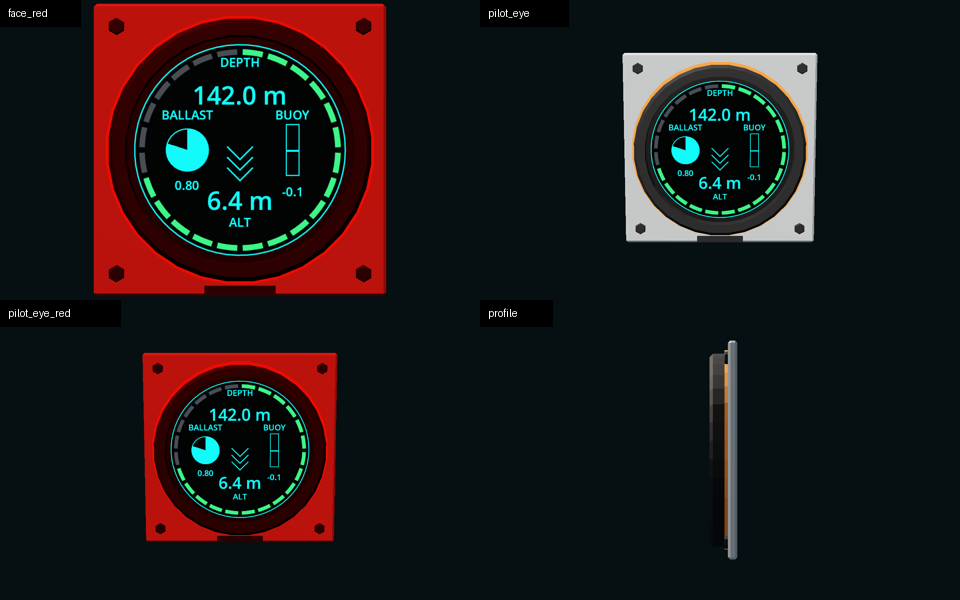 face_red
DEPTH
142.0 m
BALLAST BUOY
0.80 -0.1
6.4 m
ALT
pilot_eye
DEPTH
142.0 m
BALLAST BUOY
0.80 -0.1
6.4 m
ALT
pilot_eye_red
DEPTH
142.0 m
BALLAST BUOY
0.80 -0.1
6.4 m
ALT
profile